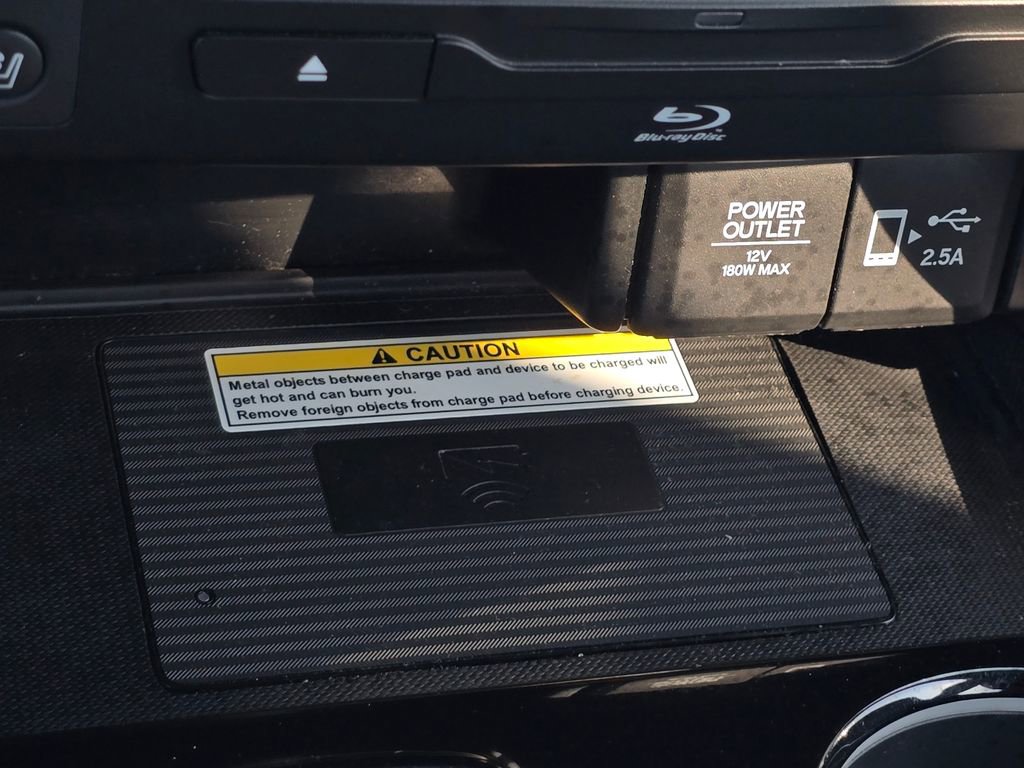 Blu-ray Disc
TM
POWER
OUTLET
12V
180W MAX
2.5A
CAUTION
Metal objects between charge pad and device to be charged will
get hot and can burn you.
Remove foreign objects from charge pad before charging device.